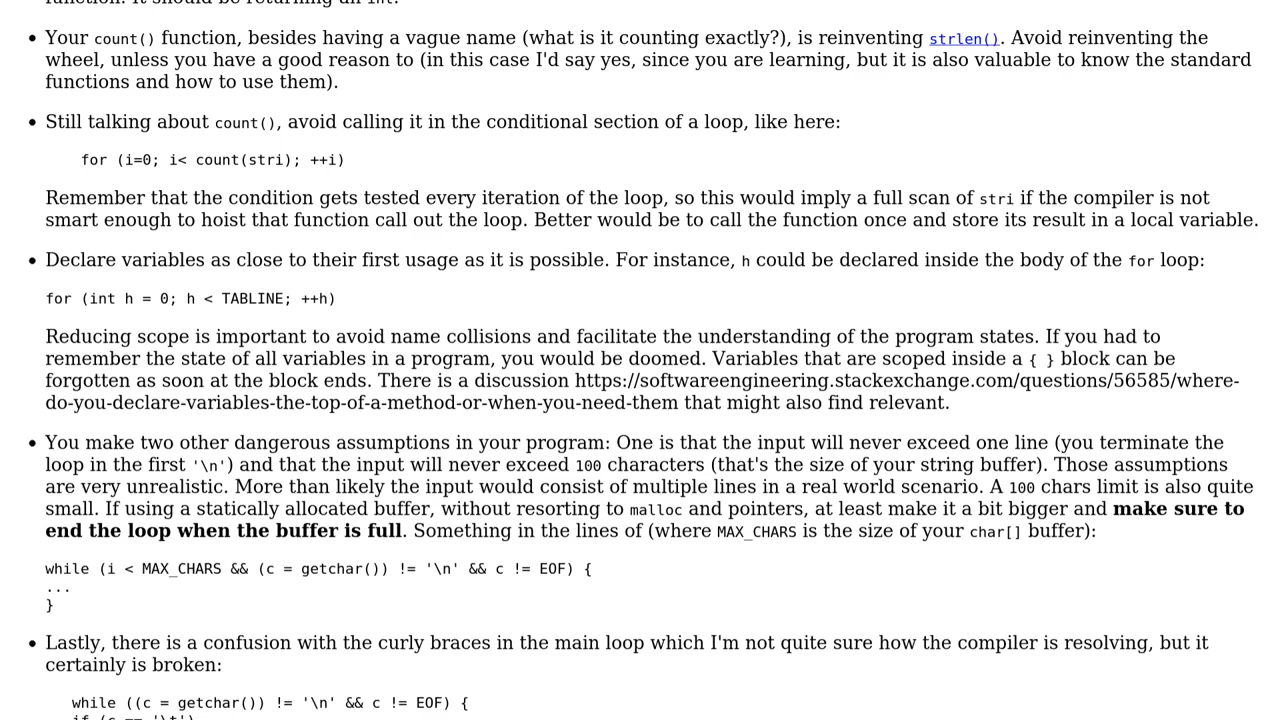 function. It should be returning an int.
• Your count() function, besides having a vague name (what is it counting exactly?), is reinventing strlen(). Avoid reinventing the
wheel, unless you have a good reason to (in this case I'd say yes, since you are learning, but it is also valuable to know the standard
functions and how to use them).
• Still talking about count(), avoid calling it in the conditional section of a loop, like here:
for (i=0; i< count(stri); ++i)
Remember that the condition gets tested every iteration of the loop, so this would imply a full scan of stri if the compiler is not
smart enough to hoist that function call out the loop. Better would be to call the function once and store its result in a local variable.
• Declare variables as close to their first usage as it is possible. For instance, h could be declared inside the body of the for loop:
for (int h = 0; h < TABLINE; ++h)
Reducing scope is important to avoid name collisions and facilitate the understanding of the program states. If you had to
remember the state of all variables in a program, you would be doomed. Variables that are scoped inside a { } block can be
forgotten as soon at the block ends. There is a discussion https://softwareengineering.stackexchange.com/questions/56585/where-
do-you-declare-variables-the-top-of-a-method-or-when-you-need-them that might also find relevant.
• You make two other dangerous assumptions in your program: One is that the input will never exceed one line (you terminate the
loop in the first '\n') and that the input will never exceed 100 characters (that's the size of your string buffer). Those assumptions
are very unrealistic. More than likely the input would consist of multiple lines in a real world scenario. A 100 chars limit is also quite
small. If using a statically allocated buffer, without resorting to malloc and pointers, at least make it a bit bigger and make sure to
end the loop when the buffer is full. Something in the lines of (where MAX_CHARS is the size of your char[] buffer):
while (i < MAX_CHARS && (c = getchar()) != '\n' && c != EOF) {
...
}
• Lastly, there is a confusion with the curly braces in the main loop which I'm not quite sure how the compiler is resolving, but it
certainly is broken:
while ((c = getchar()) != '\n' && c != EOF) {
if (c == '\t')